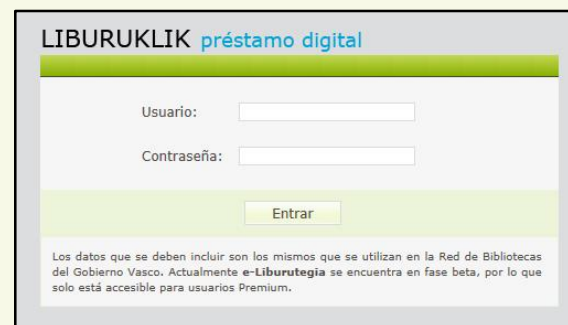 LIBURUKLIK préstamo digital
Usuario:
Contraseña:
Entrar
Los datos que se deben incluir son los mismos que se utilizan en la Red de Bibliotecas
del Gobierno Vasco. Actualmente e-Liburutegia se encuentra en fase beta, por lo que
solo está accesible para usuarios Premium.